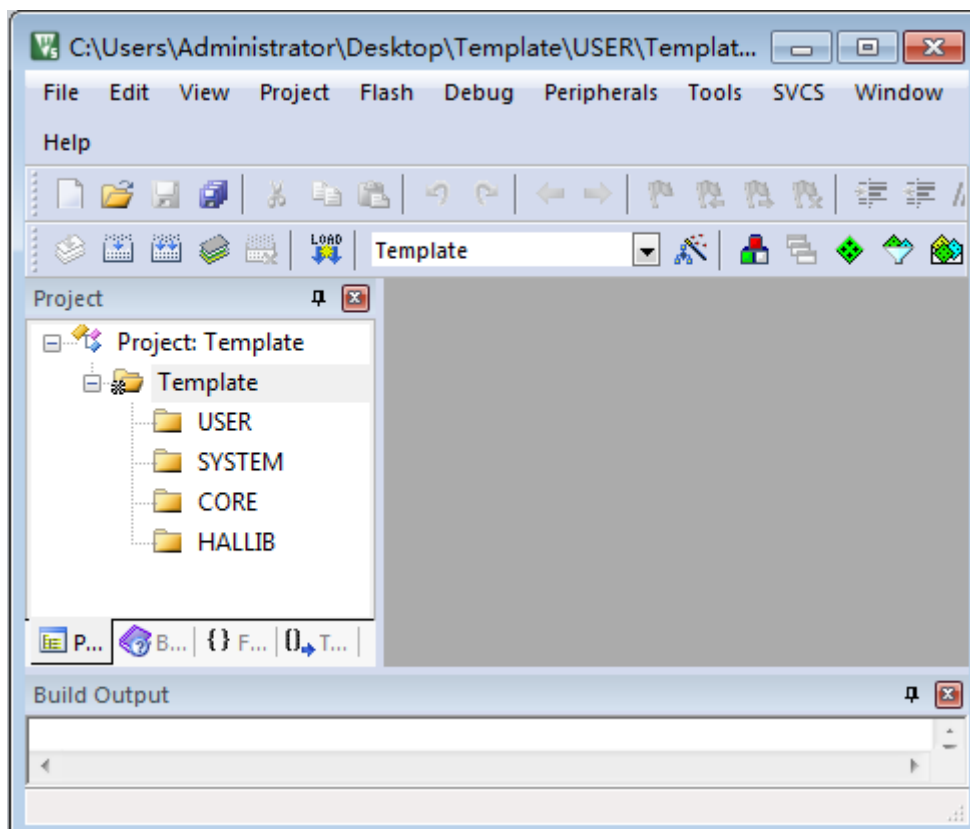 C:\Users\Administrator\Desktop\Template\USER\Templat...
File Edit View Project Flash Debug Peripherals Tools SVCS Window
Help
LOAD
Template
Project
Project: Template
Template
USER
SYSTEM
CORE
HALLIB
P... B... {} F... 0 T...
Build Output